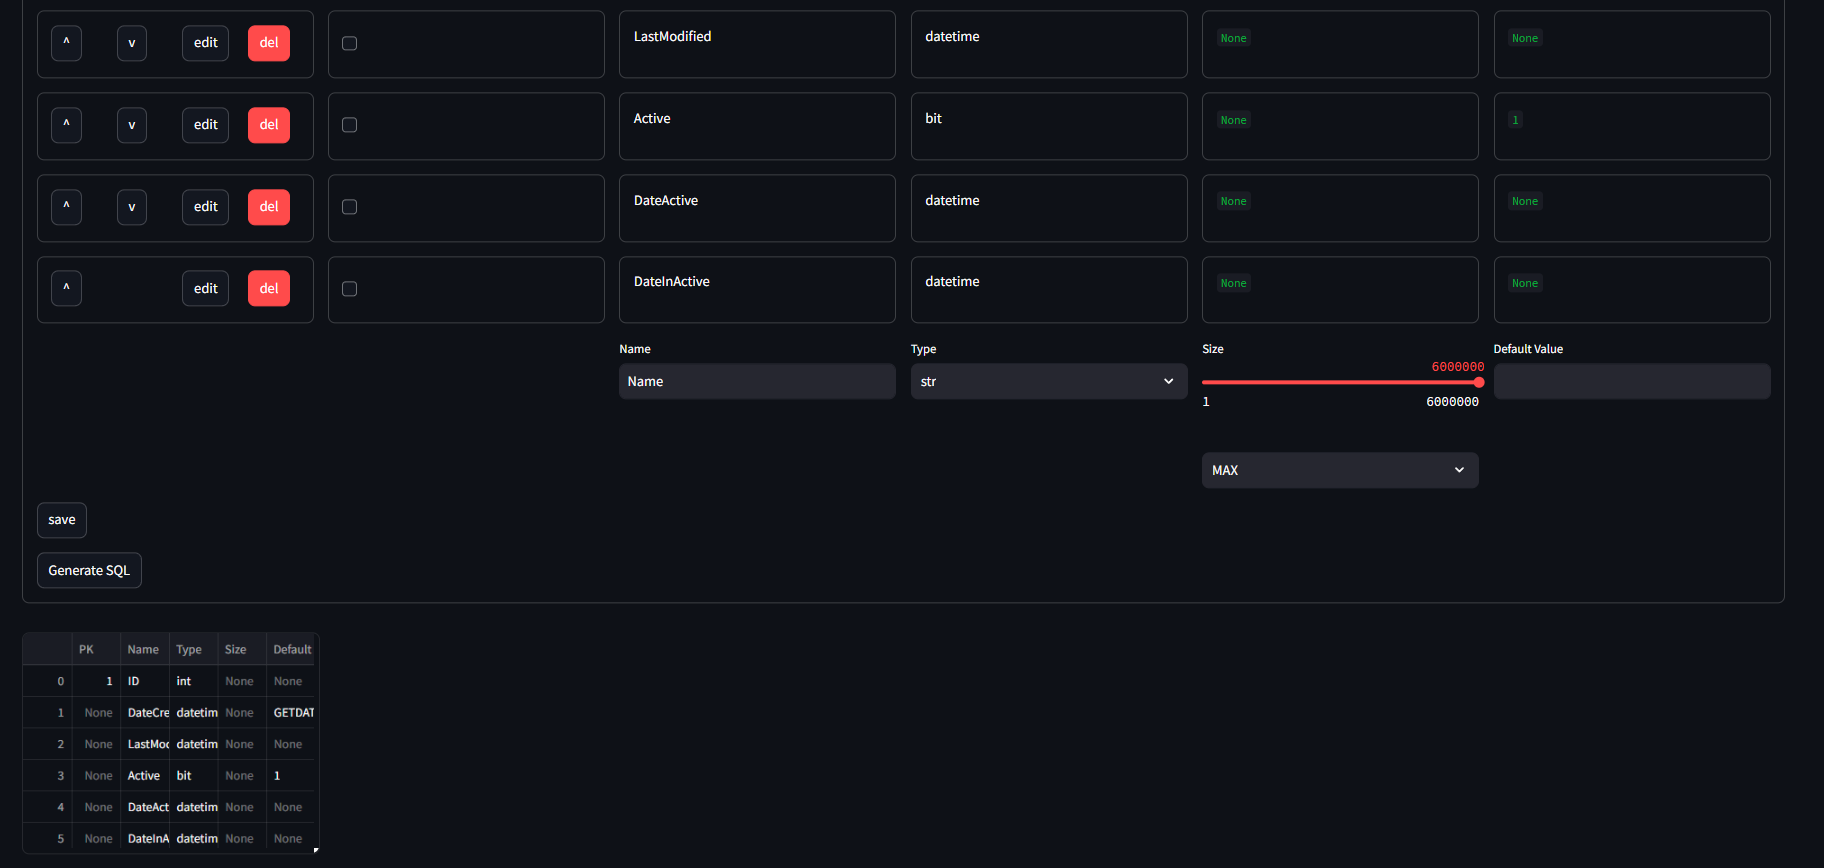 ^ v edit del LastModified datetime None None
^ v edit del Active bit None 1
^ v edit del DateActive datetime None None
^ edit del DateInActive datetime None None
Name Type Size Default Value
6000000
Name str
1 6000000
MAX
save
Generate SQL
PK Name Type Size Default
0 1 ID int None None
1 None DateCre datetim None GETDAT
2 None LastMod datetim None None
3 None Active bit None 1
4 None DateAct datetim None None
5 None DateInA datetim None None